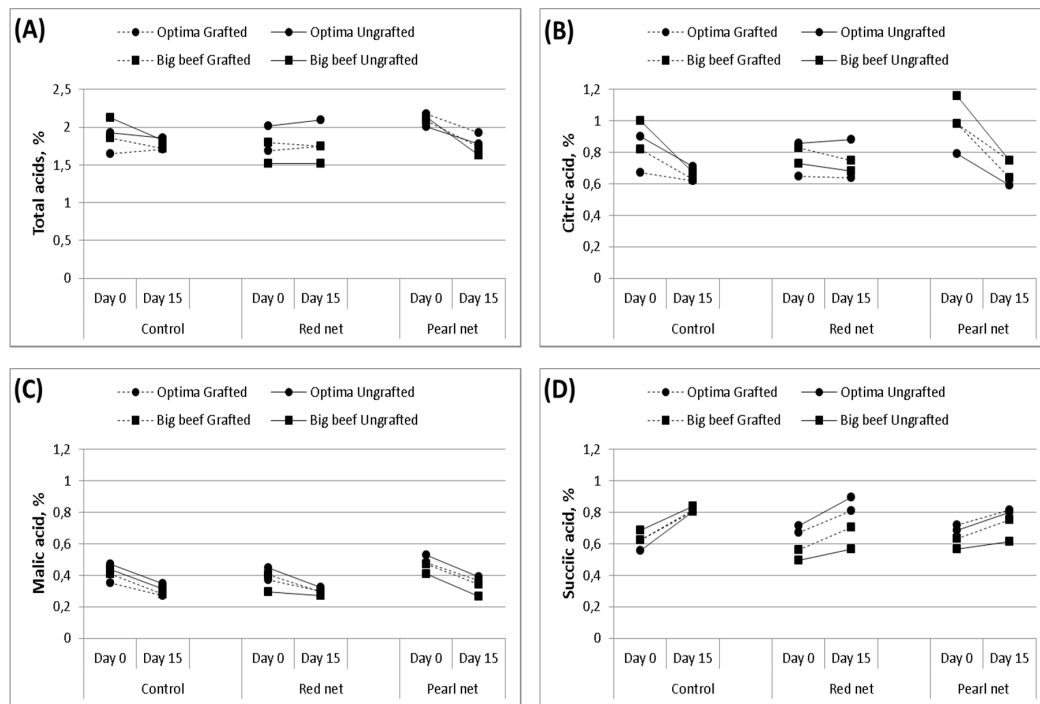 (A)
Optima Grafted
Optima Ungrafted
Big beef Grafted
Big beef Ungrafted
Total acids, %
2,5
2
1,5
1
0,5
0
Day 0 Day 15 Day 0 Day 15 Day 0 Day 15
Control Red net Pearl net
(B)
Optima Grafted
Optima Ungrafted
Big beef Grafted
Big beef Ungrafted
Citric acid, %
1,2
1
0,8
0,6
0,4
0,2
0
Day 0 Day 15 Day 0 Day 15 Day 0 Day 15
Control Red net Pearl net
(C)
Optima Grafted
Optima Ungrafted
Big beef Grafted
Big beef Ungrafted
Malic acid, %
1,2
1
0,8
0,6
0,4
0,2
0
Day 0 Day 15 Day 0 Day 15 Day 0 Day 15
Control Red net Pearl net
(D)
Optima Grafted
Optima Ungrafted
Big beef Grafted
Big beef Ungrafted
Succiic acid, %
1,2
1
0,8
0,6
0,4
0,2
0
Day 0 Day 15 Day 0 Day 15 Day 0 Day 15
Control Red net Pearl net